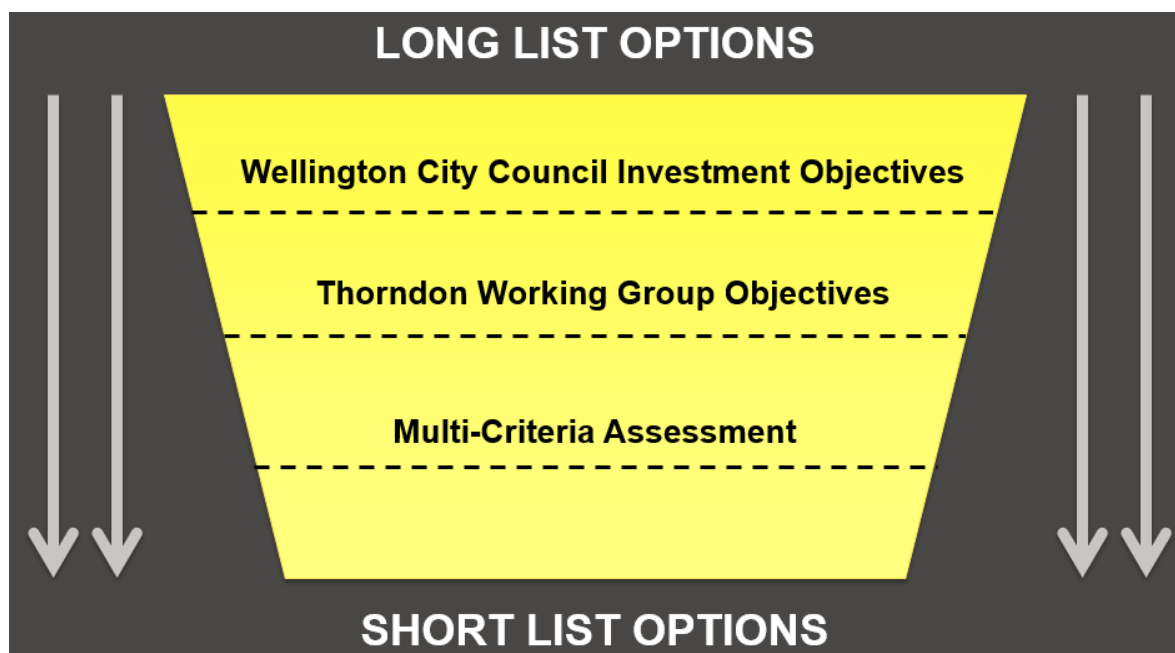 LONG LIST OPTIONS
Wellington City Council Investment Objectives
Thorndon Working Group Objectives
Multi-Criteria Assessment
SHORT LIST OPTIONS